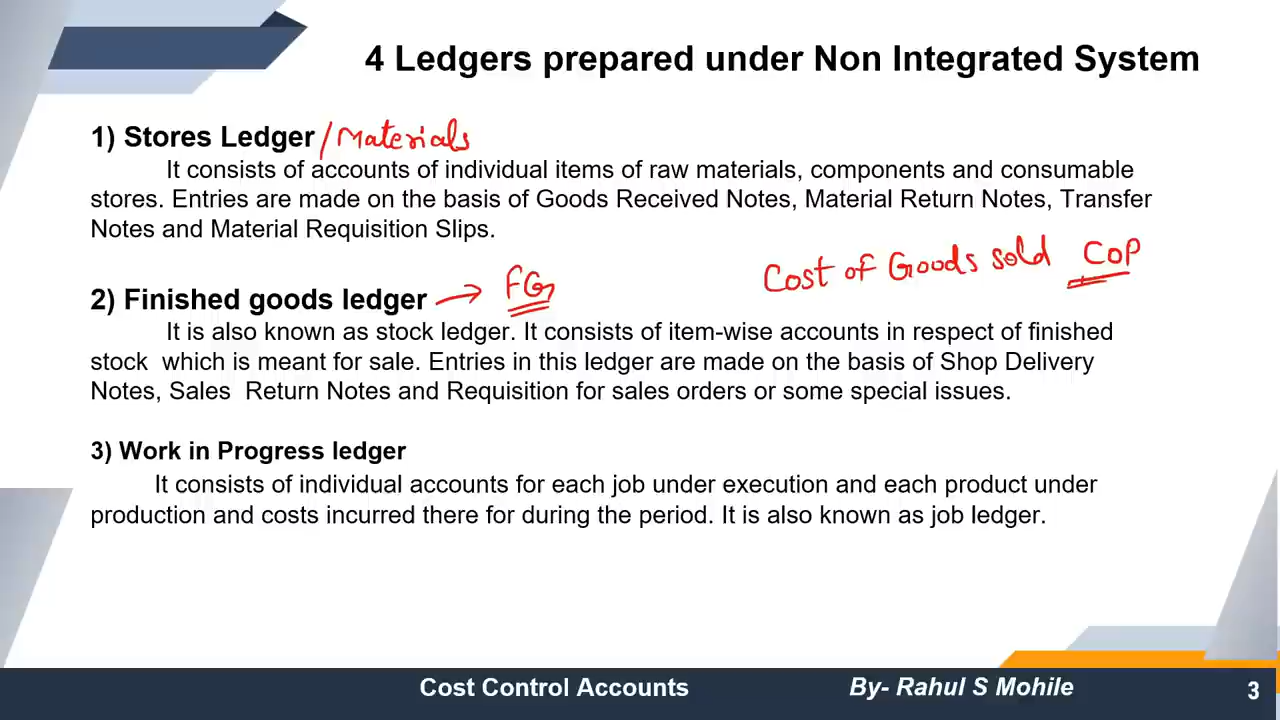 4 Ledgers prepared under Non Integrated System
1) Stores Ledger / Materials
It consists of accounts of individual items of raw materials, components and consumable
stores. Entries are made on the basis of Goods Received Notes, Material Return Notes, Transfer
Notes and Material Requisition Slips.
Cost of Goods sold COP
2) Finished goods ledger → FG
It is also known as stock ledger. It consists of item-wise accounts in respect of finished
stock which is meant for sale. Entries in this ledger are made on the basis of Shop Delivery
Notes, Sales Return Notes and Requisition for sales orders or some special issues.
3) Work in Progress ledger
It consists of individual accounts for each job under execution and each product under
production and costs incurred there for during the period. It is also known as job ledger.
Cost Control Accounts By- Rahul S Mohile 3